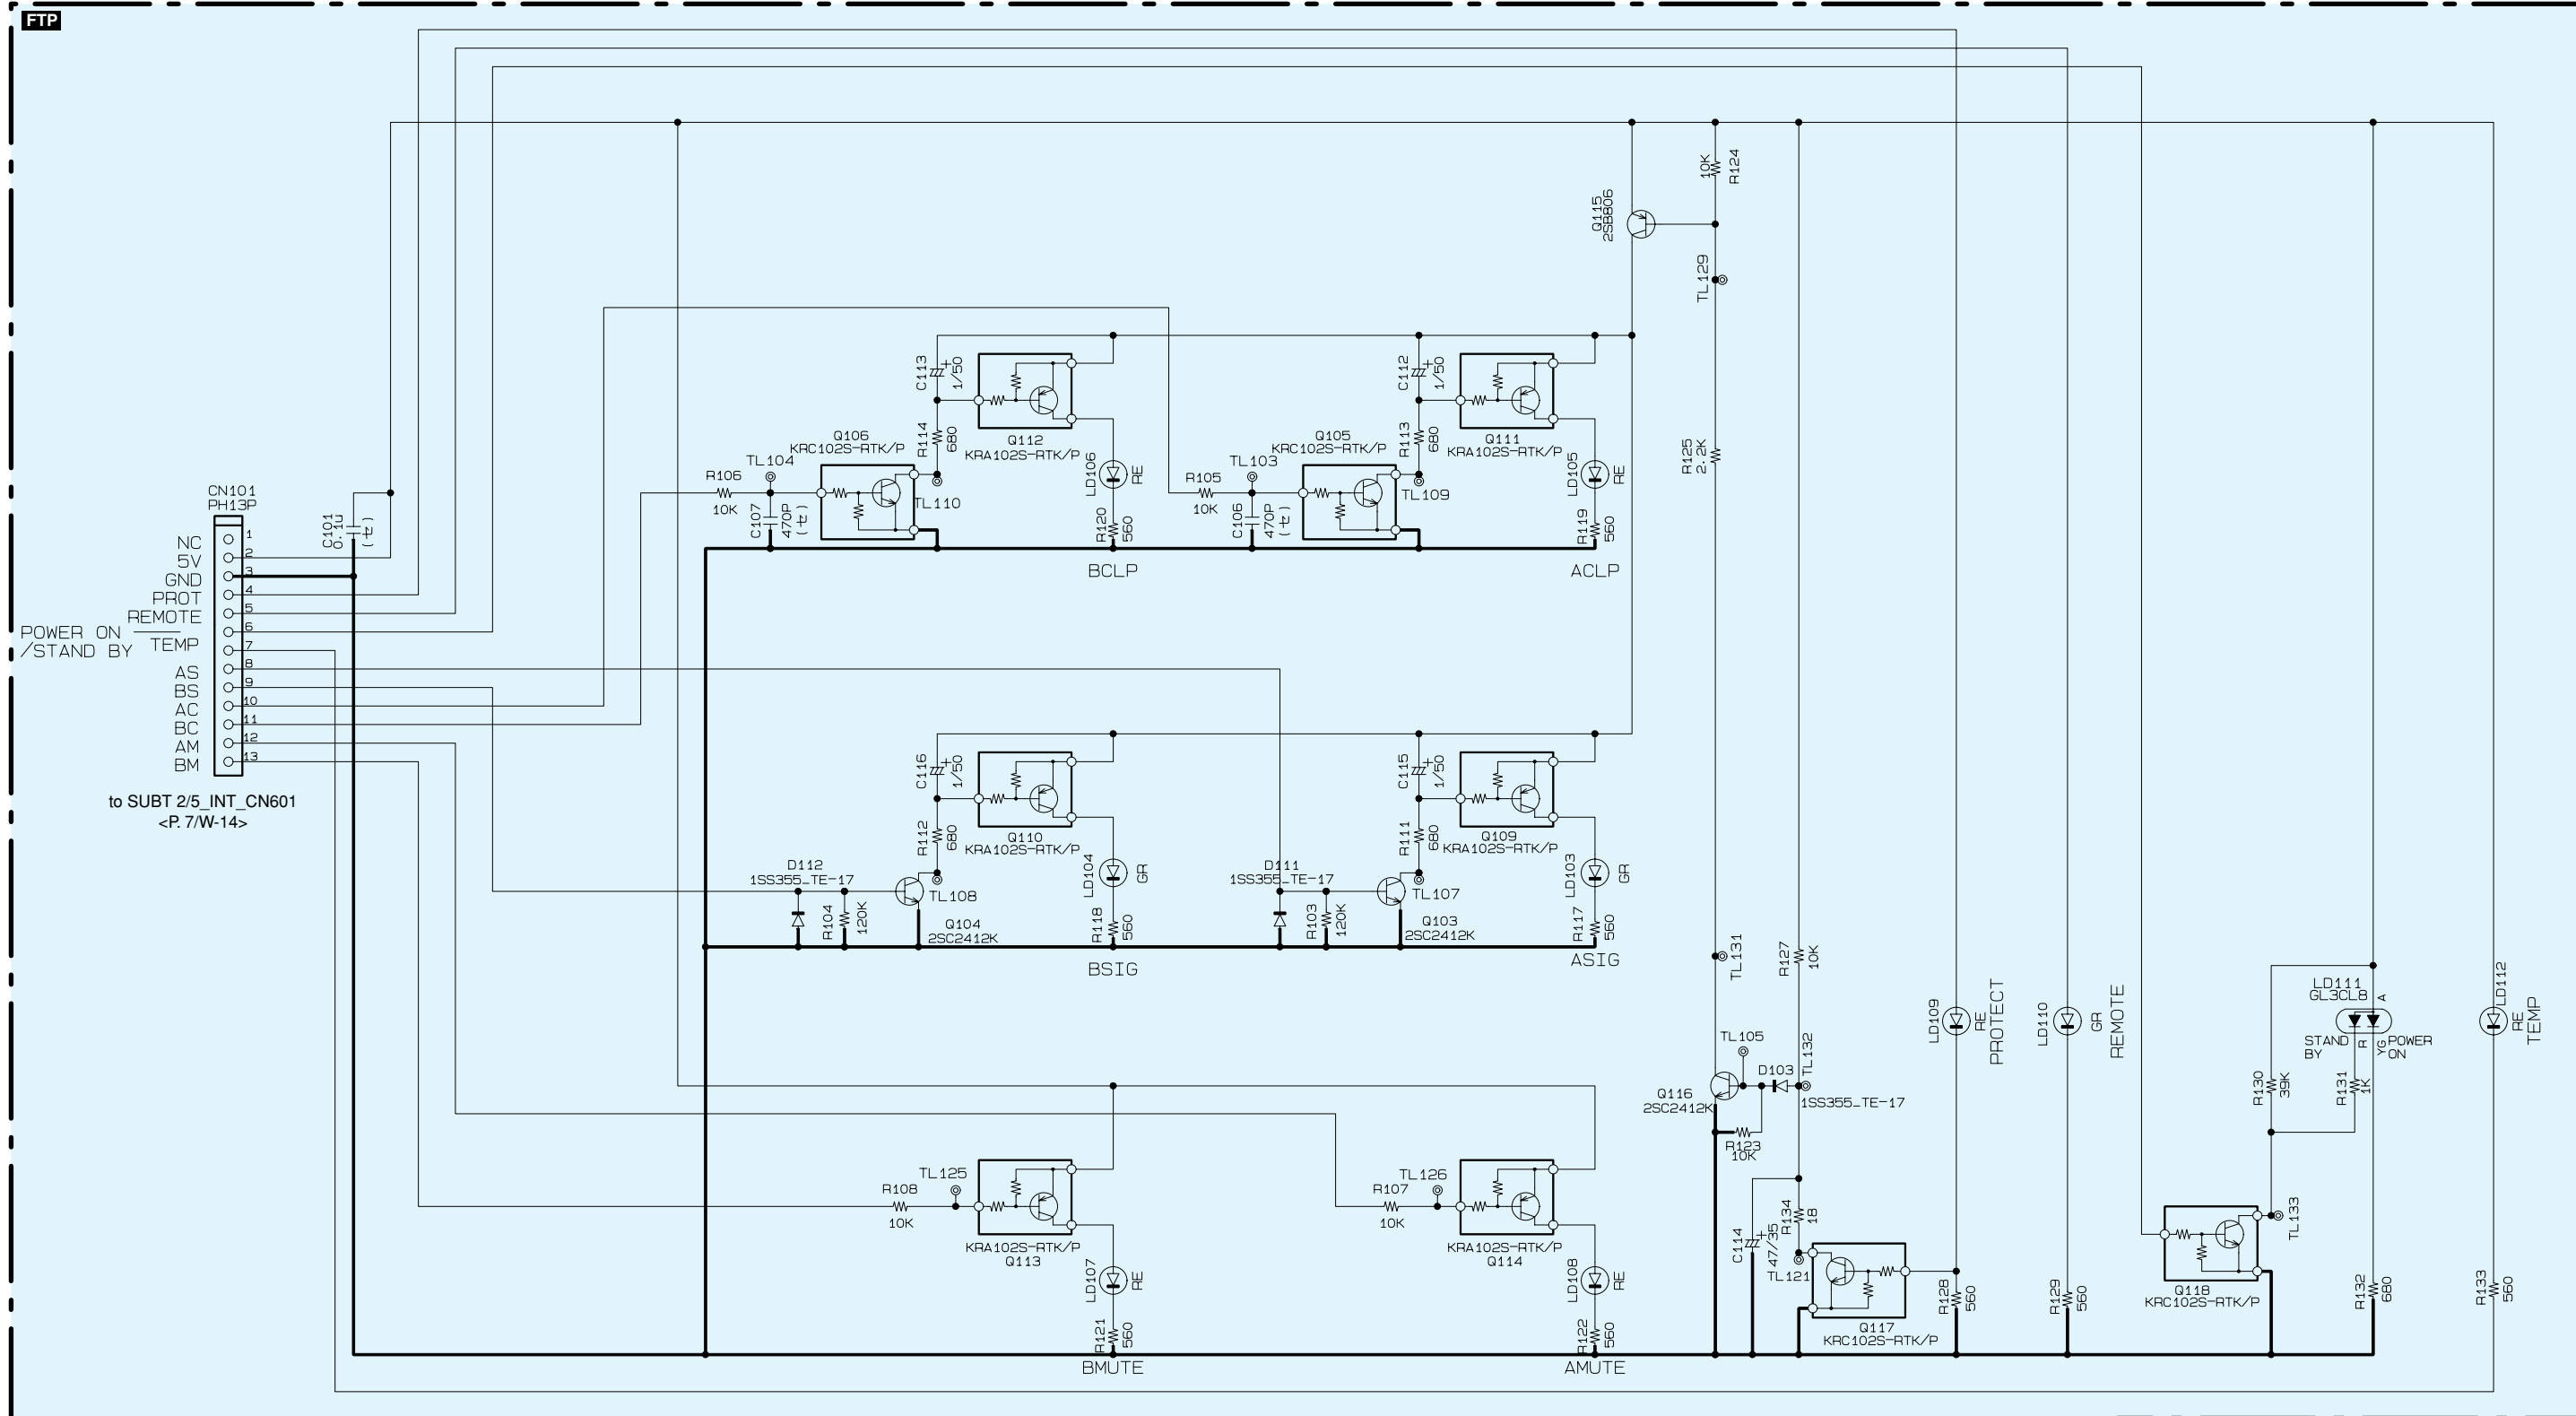 FTP
10K
R124
Q115
2SB806
TL129
C113
1/50
C112
1/50
R114
680
R113
680
Q112
KRA102S-RTK/P
Q111
KRA102S-RTK/P
Q106
KRC102S-RTK/P
Q105
KRC102S-RTK/P
TL104
TL103
R106
10K
R105
10K
LD106
RE
LD105
RE
R125
2.2K
TL110
TL109
C107
470P
(セ)
C106
470P
(セ)
R120
560
R119
560
BCLP
ACLP
CN101
PH13P
C101
0.1u
(セ)
NC 1
5V 2
GND 3
PROT 4
REMOTE 5
POWER ON
/STAND BY
6
TEMP 7
AS 8
BS 9
AC 10
BC 11
AM 12
BM 13
to SUBT 2/5_INT_CN601
<P. 7/W-14>
C116
1/50
C115
1/50
R112
680
R111
680
Q110
KRA102S-RTK/P
Q109
KRA102S-RTK/P
D112
1SS355_TE-17
D111
1SS355_TE-17
LD104
GR
LD103
GR
TL108
TL107
R104
120K
R103
120K
Q104
2SC2412K
Q103
2SC2412K
R118
560
R117
560
BSIG
ASIG
TL131
R127
10K
LD109
RE
PROTECT
LD110
GR
REMOTE
LD111
GL3CL8
A
STAND
BY
R
YG
POWER
ON
LD112
RE
TEMP
TL105
TL132
D103
1SS355_TE-17
Q116
2SC2412K
R123
10K
R130
39K
R131
1K
TL125
TL126
R108
10K
R107
10K
KRA102S-RTK/P
Q113
KRA102S-RTK/P
Q114
LD107
RE
LD108
RE
R121
560
R122
560
BMUTE
AMUTE
C114
47/35
R134
18
TL121
Q117
KRC102S-RTK/P
R128
560
R129
560
TL133
Q118
KRC102S-RTK/P
R132
680
R133
560